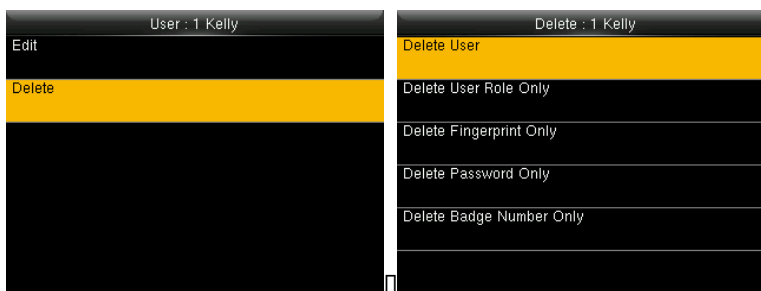 User : 1 Kelly
Edit
Delete
Delete : 1 Kelly
Delete User
Delete User Role Only
Delete Fingerprint Only
Delete Password Only
Delete Badge Number Only